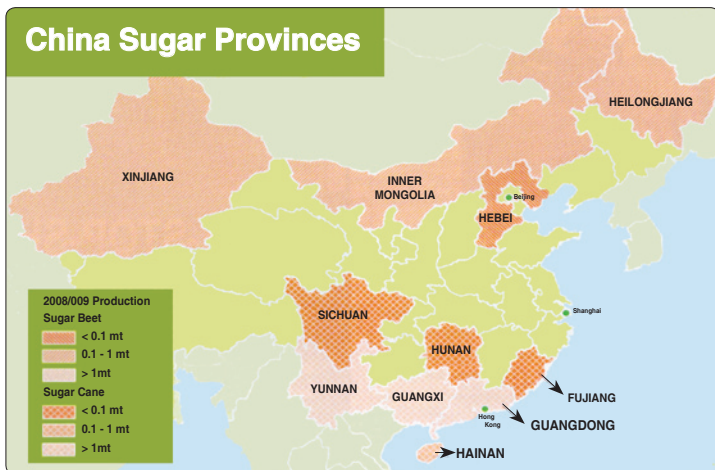 China Sugar Provinces
HEILONGJIANG
XINJIANG
INNER
MONGOLIA
Beijing
HEBEI
2008/009 Production
Sugar Beet
< 0.1 mt
0.1 - 1 mt
> 1mt
Sugar Cane
< 0.1 mt
0.1 - 1 mt
> 1mt
SICHUAN
Shanghai
HUNAN
YUNNAN
GUANGXI
FUJIANG
Hong
Kong
GUANGDONG
HAINAN